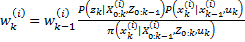 w_k^{(i)} = w_{k-1}^{(i)} \frac{P(z_k|X_{0:k}^{(i)}, Z_{0:k-1}) P(x_k^{(i)}|x_{k-1}^{(i)}, u_k)}{\pi(x_k^{(i)}|X_{0:k}^{(i)}, Z_{0:k}, u_k)}